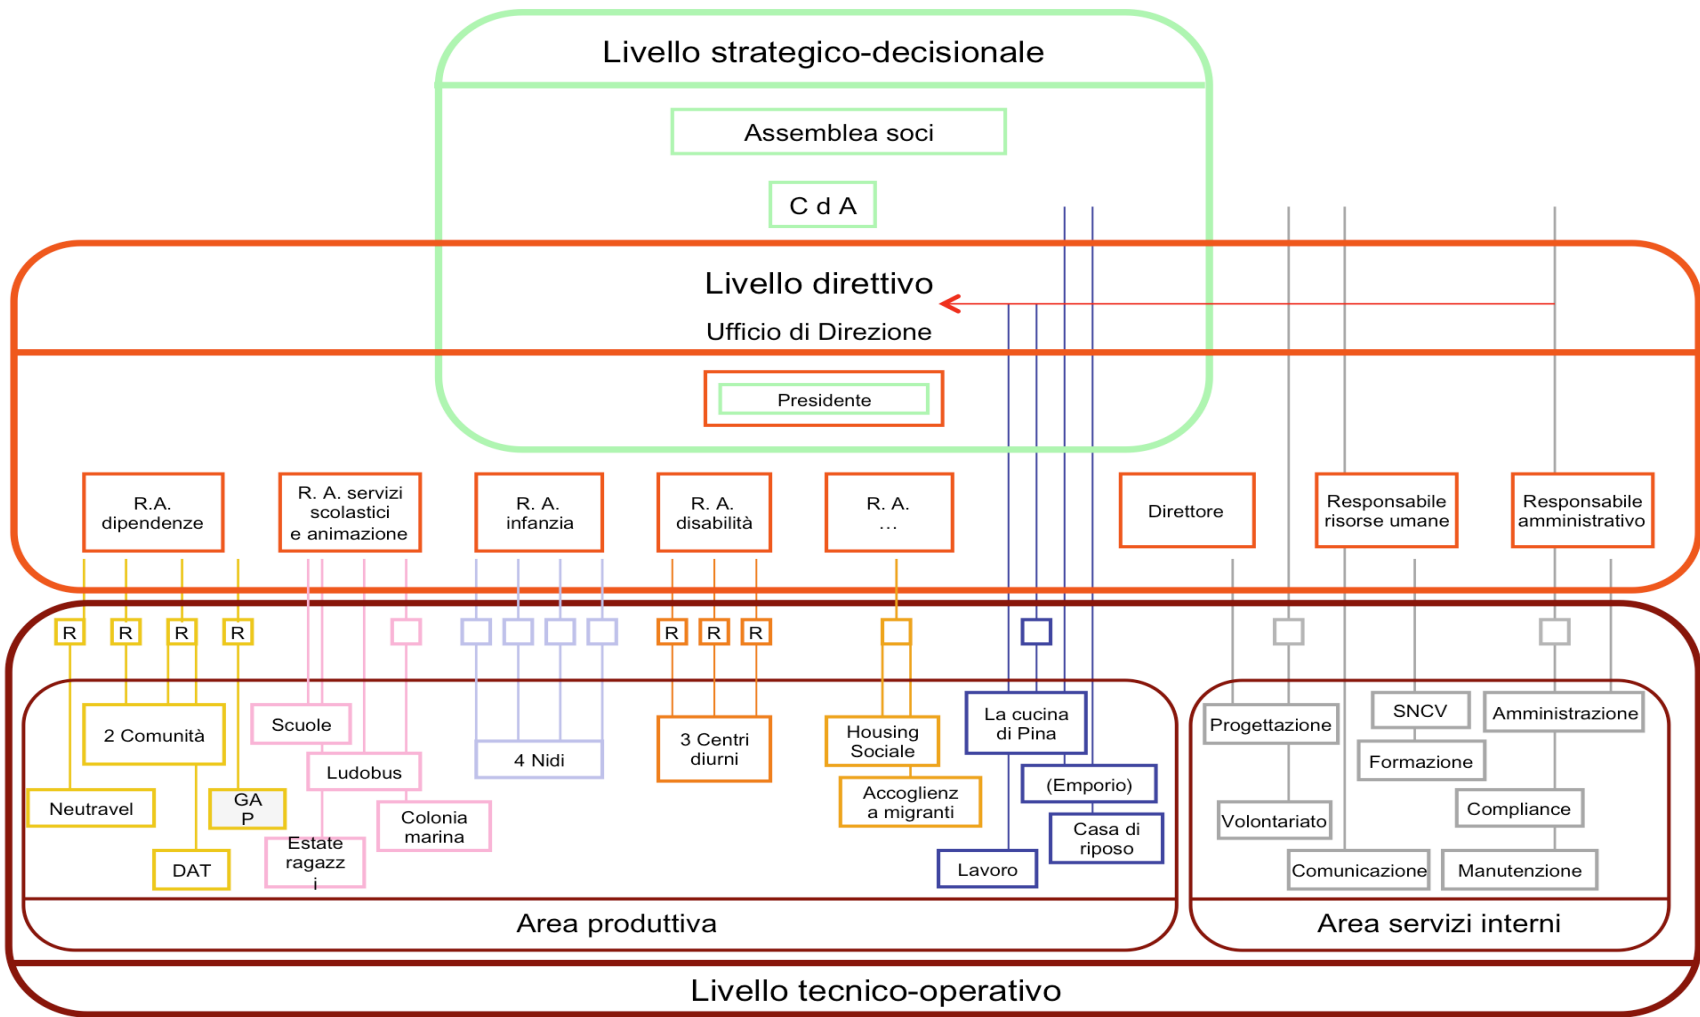 Livello strategico-decisionale
Assemblea soci
C d A
Livello direttivo
Ufficio di Direzione
Presidente
R.A.
dipendenze
R. A. servizi
scolastici
e animazione
R. A.
infanzia
R. A.
disabilità
R. A.
...
Direttore
Responsabile
risorse umane
Responsabile
amministrativo
R
R
R
R
R
R
R
2 Comunità
Neutravel
GA
P
DAT
Scuole
Ludobus
Colonia
marina
Estate
ragazz
i
4 Nidi
3 Centri
diurni
Housing
Sociale
Accoglienz
a migranti
La cucina
di Pina
(Emporio)
Casa di
riposo
Lavoro
Progettazione
SNCV
Amministrazione
Formazione
Volontariato
Compliance
Comunicazione
Manutenzione
Area produttiva
Area servizi interni
Livello tecnico-operativo